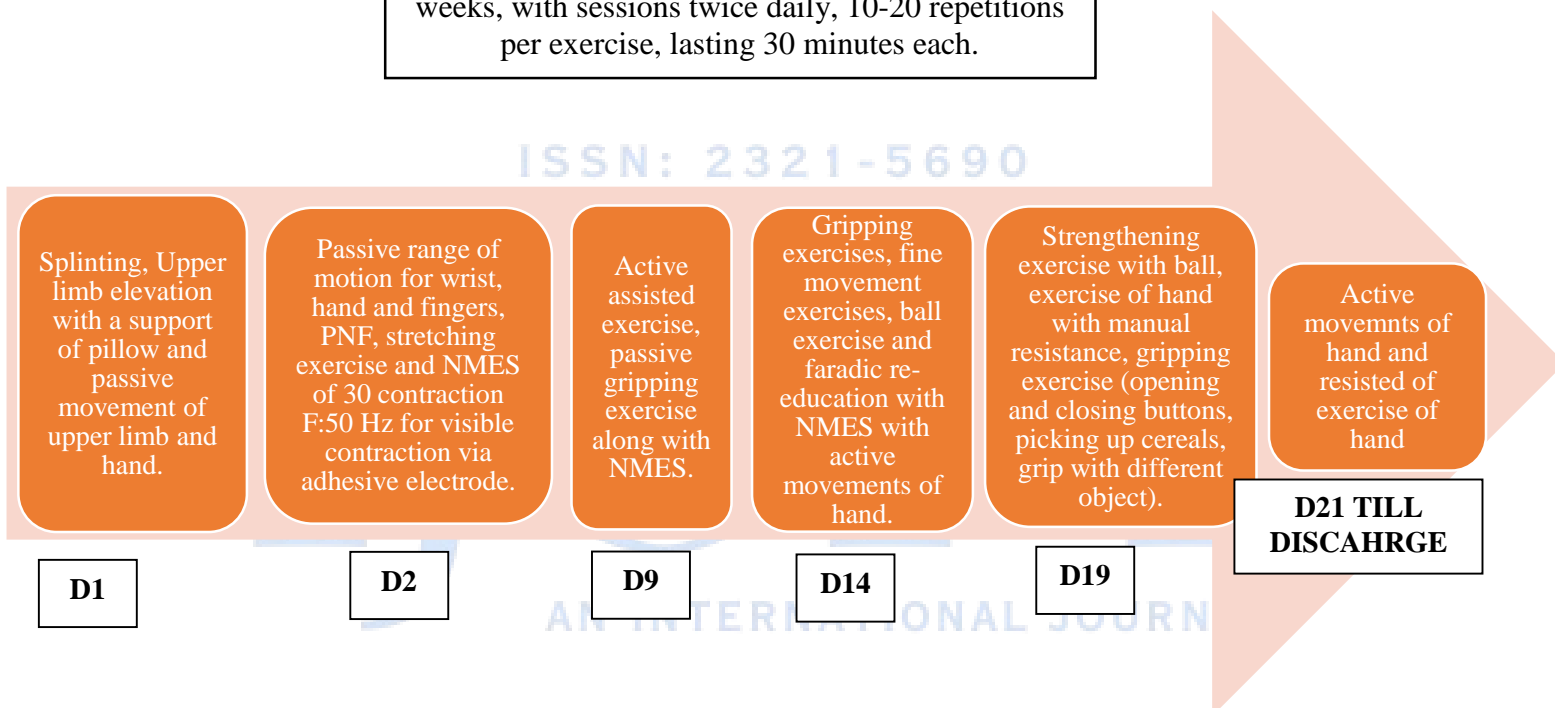 weeks, with sessions twice daily, 10-20 repetitions
per exercise, lasting 30 minutes each.
ISSN: 2321-5690
Splinting, Upper
limb elevation
with a support
of pillow and
passive
movement of
upper limb and
hand.
Passive range of
motion for wrist,
hand and fingers,
PNF, stretching
exercise and NMES
of 30 contraction
F:50 Hz for visible
contraction via
adhesive electrode.
Active
assisted
exercise,
passive
gripping
exercise
along with
NMES.
Gripping
exercises, fine
movement
exercises, ball
exercise and
faradic re-
education with
NMES with
active
movements of
hand.
Strengthening
exercise with ball,
exercise of hand
with manual
resistance, gripping
exercise (opening
and closing buttons,
picking up cereals,
grip with different
object).
Active
movemnts of
hand and
resisted of
exercise of
hand
D1
D2
D9
D14
D19
D21 TILL
DISCAHRGE
AN INTERNATIONAL JOURN